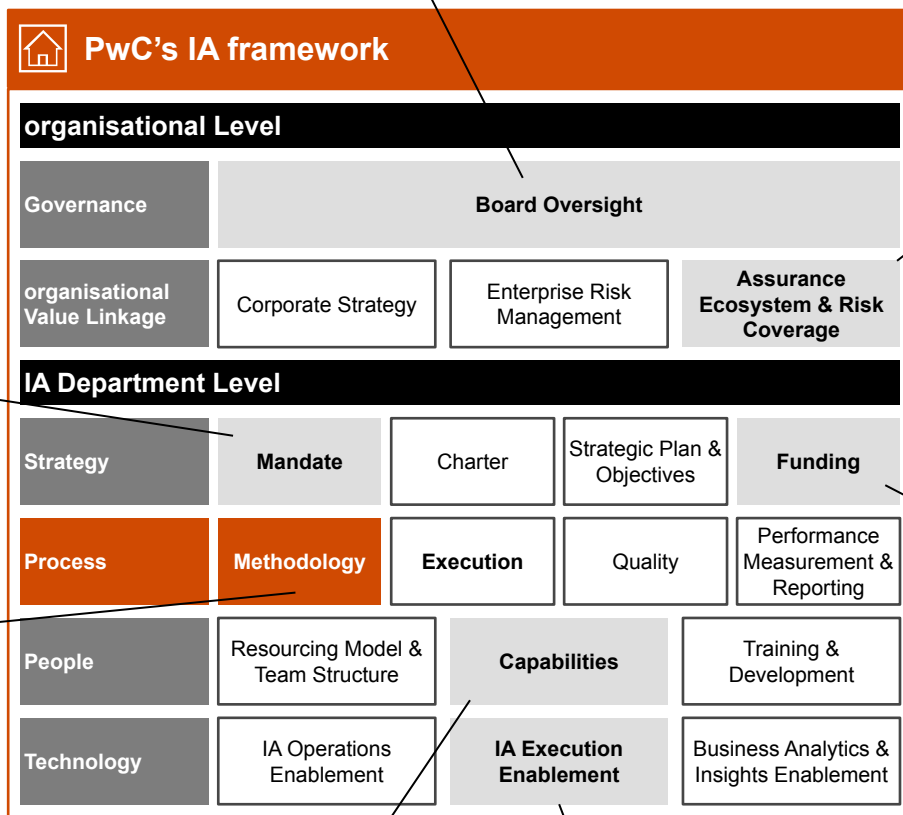 PwC’s IA framework
organisational Level
Governance
Board Oversight
organisational
Value Linkage
Corporate Strategy
Enterprise Risk
Management
Assurance
Ecosystem & Risk
Coverage
IA Department Level
Strategy
Mandate
Charter
Strategic Plan &
Objectives
Funding
Process
Methodology
Execution
Quality
Performance
Measurement &
Reporting
People
Resourcing Model &
Team Structure
Capabilities
Training &
Development
Technology
IA Operations
Enablement
IA Execution
Enablement
Business Analytics &
Insights Enablement